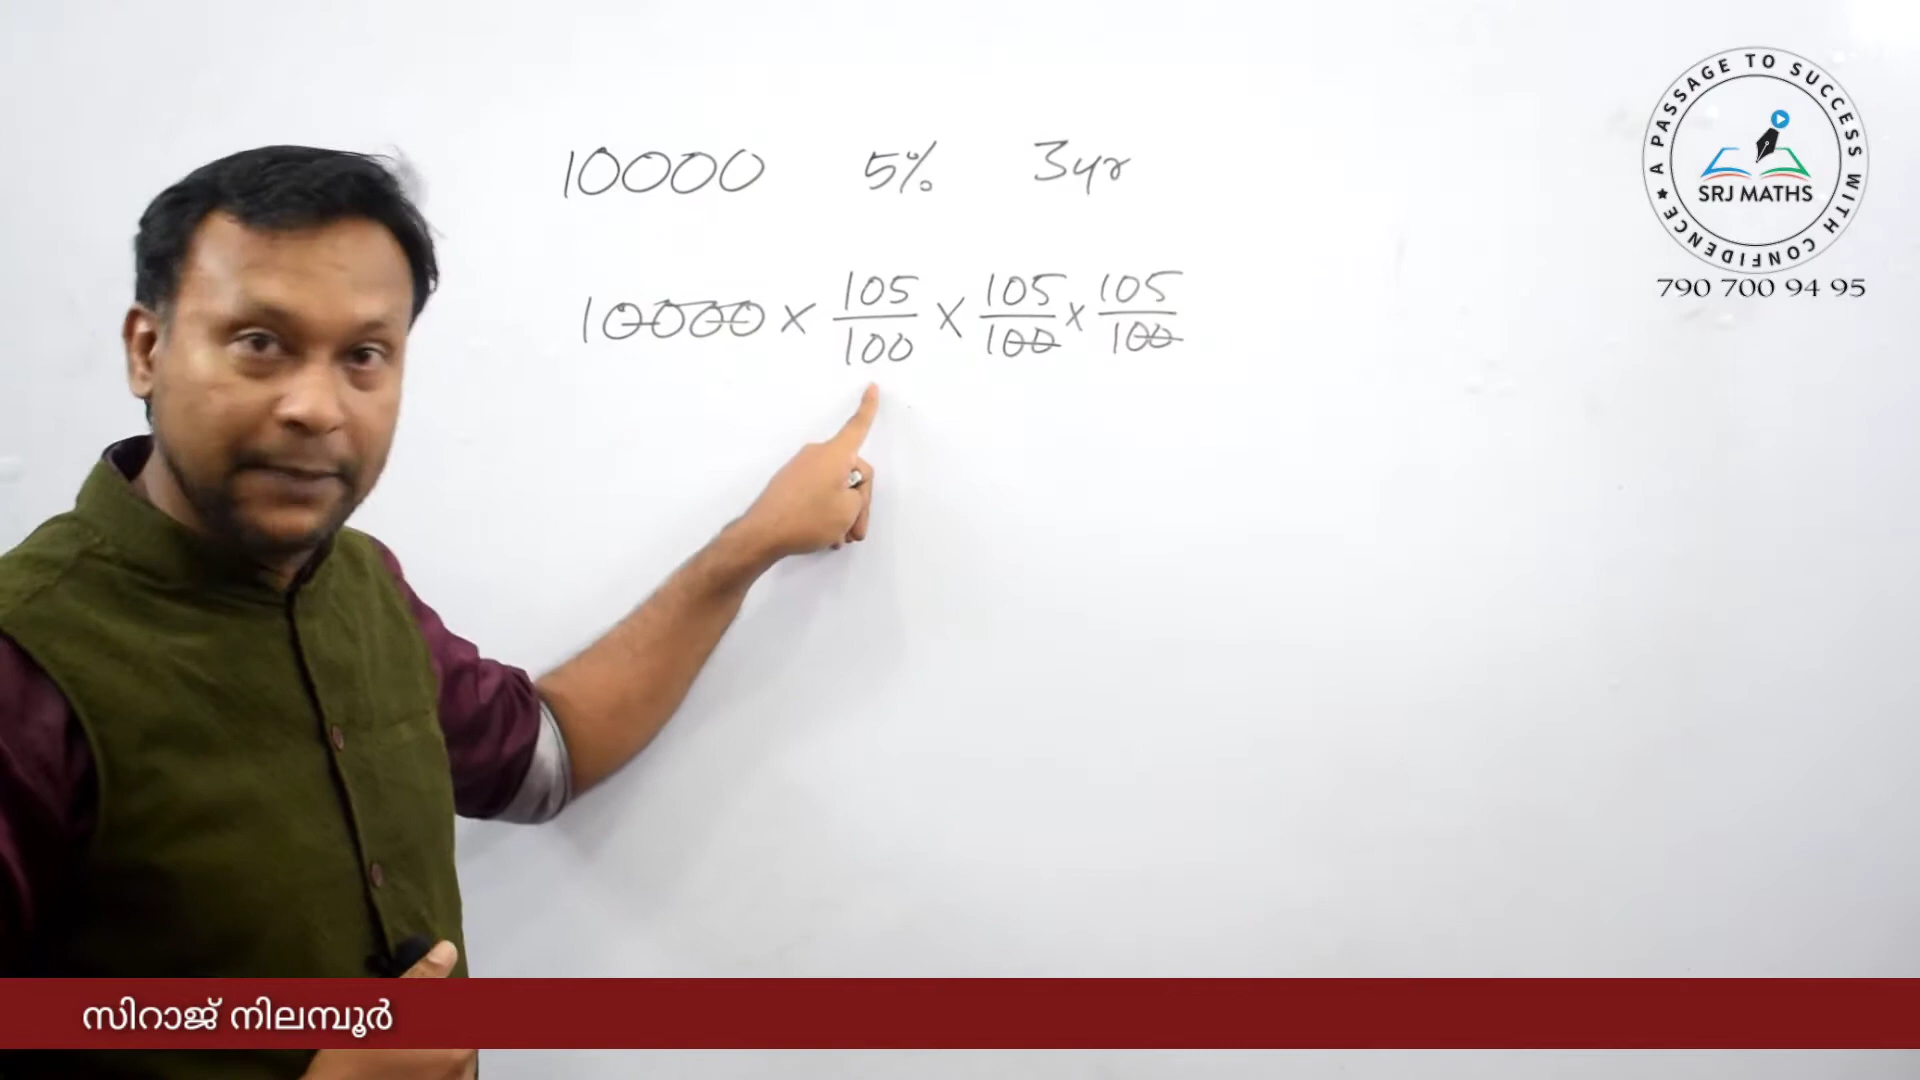 10000 5% 3yr
10000 × 105/100 × 105/100 × 105/100
A PASSAGE TO SUCCESS WITH CONFIDENCE ★
SRJ MATHS
790 700 94 95
സിറാജ് നിലമ്പൂർ